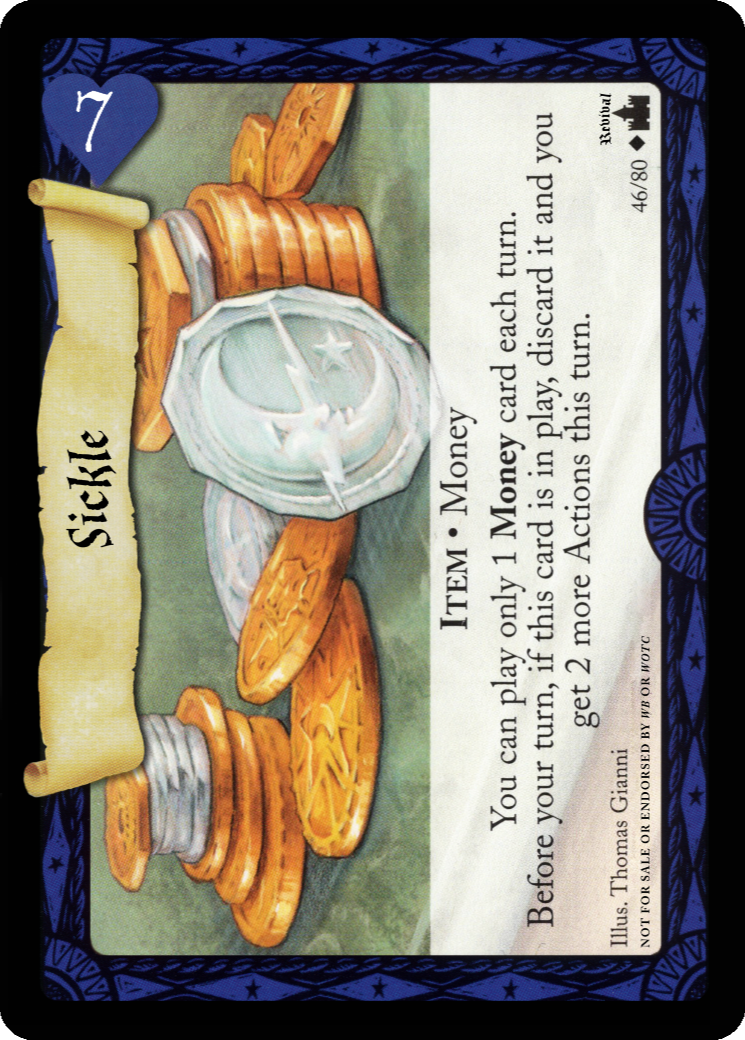 Sickle
7
ITEM • Money
You can play only 1 Money card each turn.
Before your turn, if this card is in play, discard it and you
get 2 more Actions this turn.
Illus. Thomas Gianni
NOT FOR SALE OR ENDORSED BY WB OR WOTC
Revival
46/80